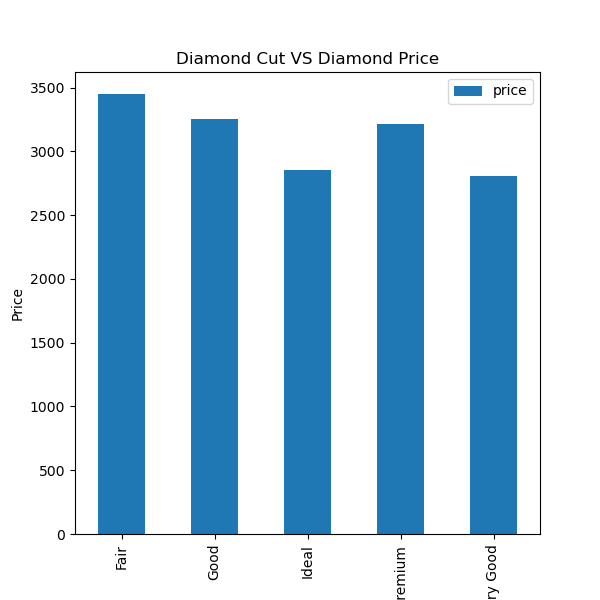 Diamond Cut VS Diamond Price
price
3500
3000
2500
2000
1500
1000
500
0
Price
Fair
Good
Ideal
remium
ry Good